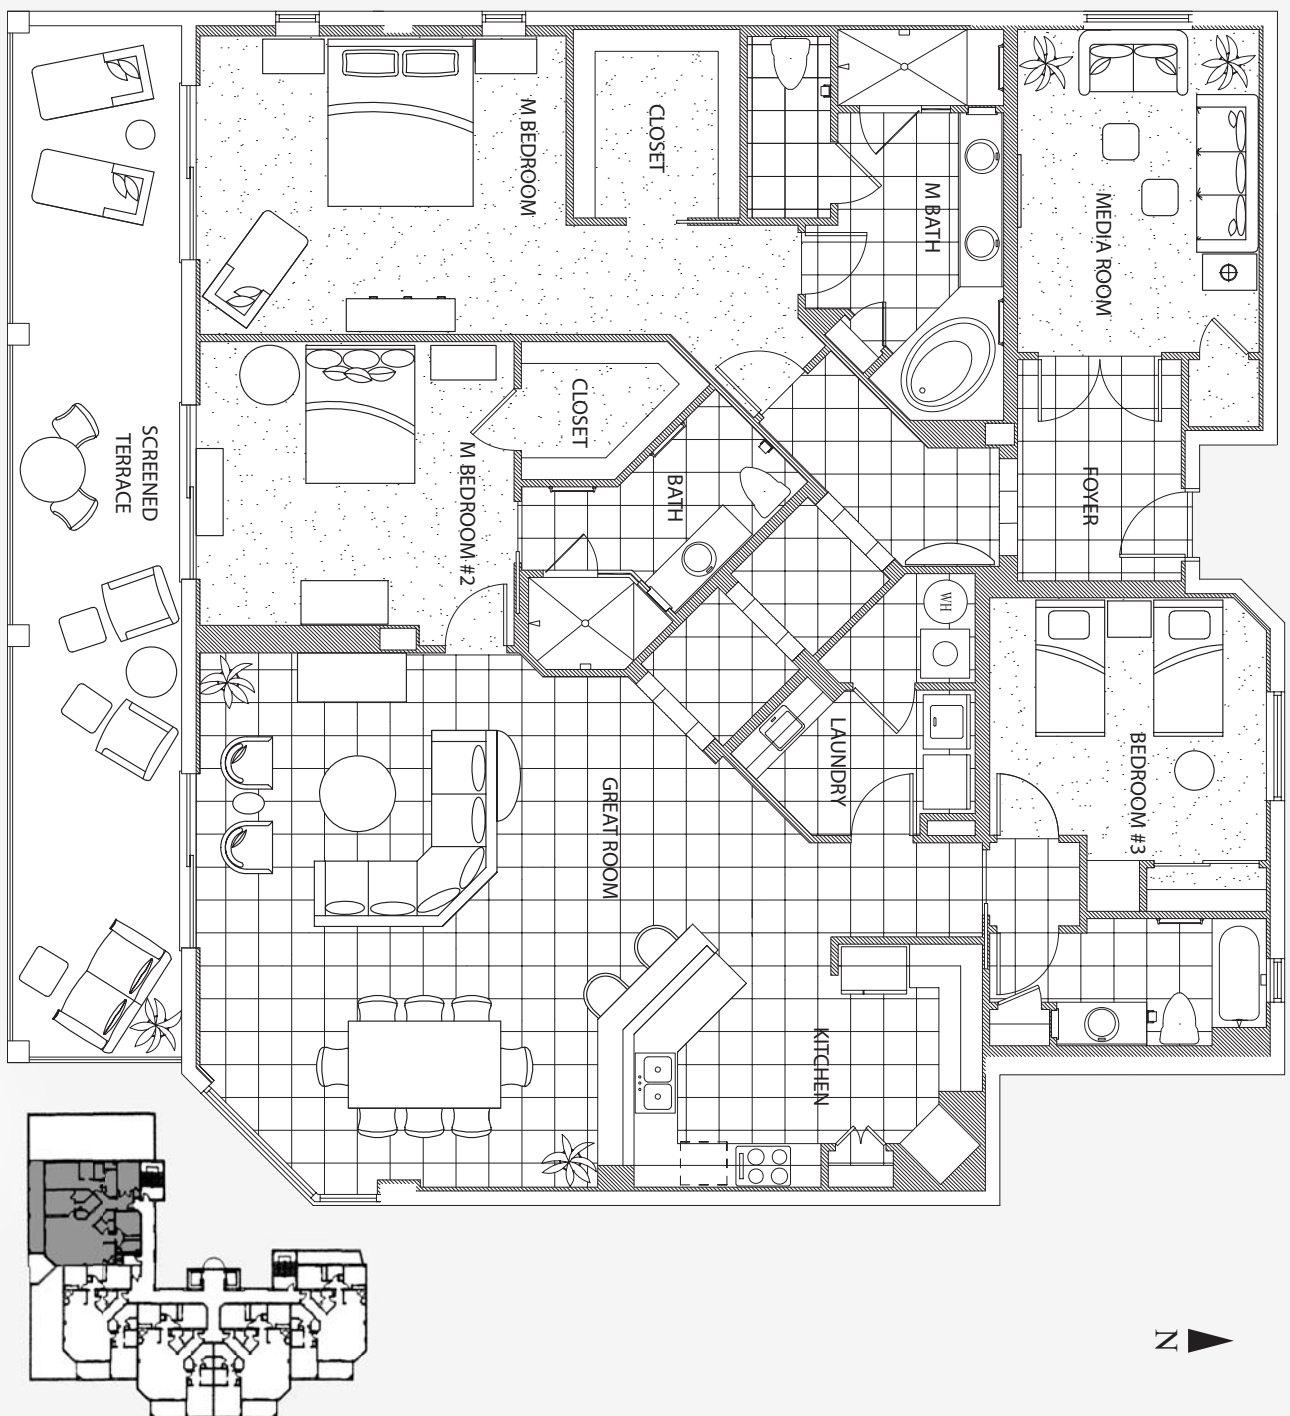 M BEDROOM
CLOSET
M BATH
MEDIA ROOM
SCREENED
TERRACE
M BEDROOM #2
CLOSET
BATH
FOYER
WH
LAUNDRY
BEDROOM #3
GREAT ROOM
KITCHEN
N